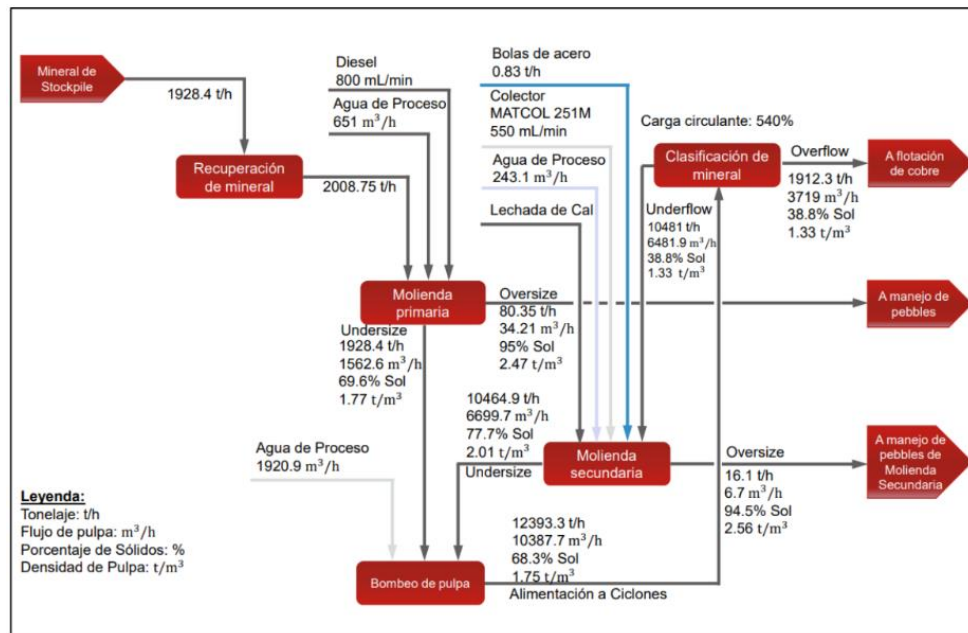 Mineral de
Stockpile
1928.4 t/h
Recuperación
de mineral
2008.75 t/h
Diesel
800 mL/min
Agua de Proceso
651 m³/h
Bolas de acero
0.83 t/h
Colector
MATCOL 251M
550 mL/min
Agua de Proceso
243.1 m³/h
Lechada de Cal
Carga circulante: 540%
Clasificación de
mineral
Overflow
1912.3 t/h
3719 m³/h
38.8% Sol
1.33 t/m³
A flotación
de cobre
Underflow
10481 t/h
6481.9 m³/h
38.8% Sol
1.33 t/m³
Molienda
primaria
Oversize
80.35 t/h
34.21 m³/h
95% Sol
2.47 t/m³
A manejo de
pebbles
Undersize
1928.4 t/h
1562.6 m³/h
69.6% Sol
1.77 t/m³
10464.9 t/h
6699.7 m³/h
77.7% Sol
2.01 t/m³
Undersize
Molienda
secundaria
Oversize
16.1 t/h
6.7 m³/h
94.5% Sol
2.56 t/m³
A manejo de
pebbles de
Molienda
Secundaria
Agua de Proceso
1920.9 m³/h
Leyenda:
Tonelaje: t/h
Flujo de pulpa: m³/h
Porcentaje de Sólidos: %
Densidad de Pulpa: t/m³
Bombeo de pulpa
12393.3 t/h
10387.7 m³/h
68.3% Sol
1.75 t/m³
Alimentación a Ciclones